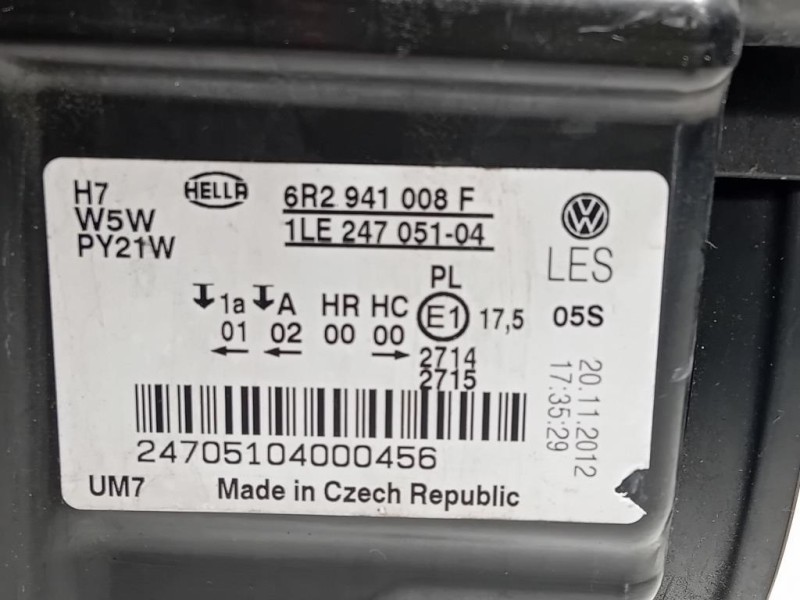 H7
W5W
PY21W
HELLA
6R2 941 008 F
1LE 247 051-04
VW
LES
1a A HR HC PL
01 02 00 00 E1 17,5 05S
← ← → 2714
2715
20.11.2012
17:35:29
24705104000456
UM7 Made in Czech Republic